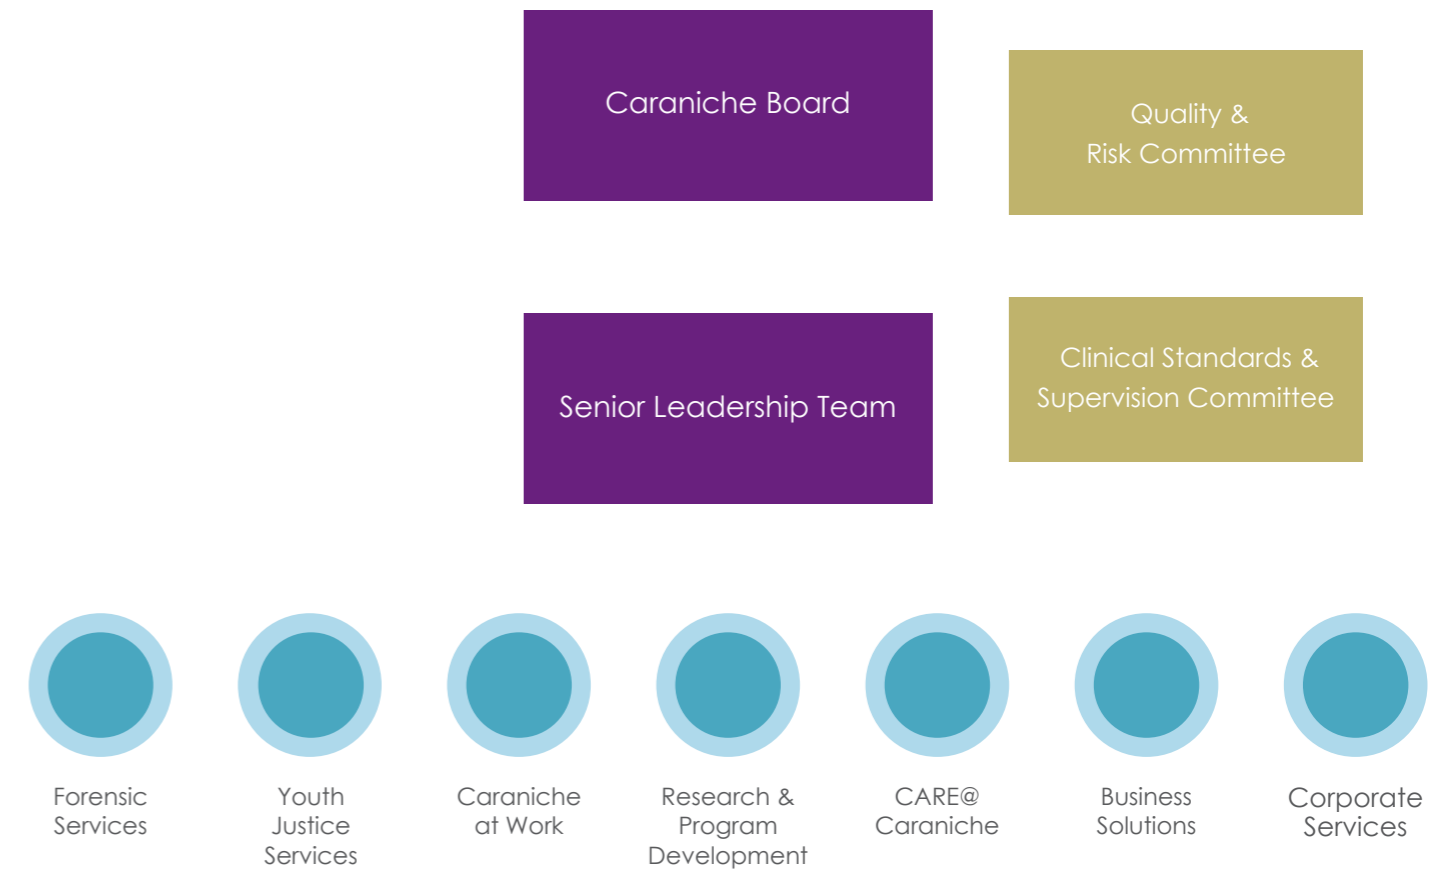 Caraniche Board
Quality &
Risk Committee
Senior Leadership Team
Clinical Standards &
Supervision Committee
Forensic
Services
Youth
Justice
Services
Caraniche
at Work
Research &
Program
Development
CARE@
Caraniche
Business
Solutions
Corporate
Services